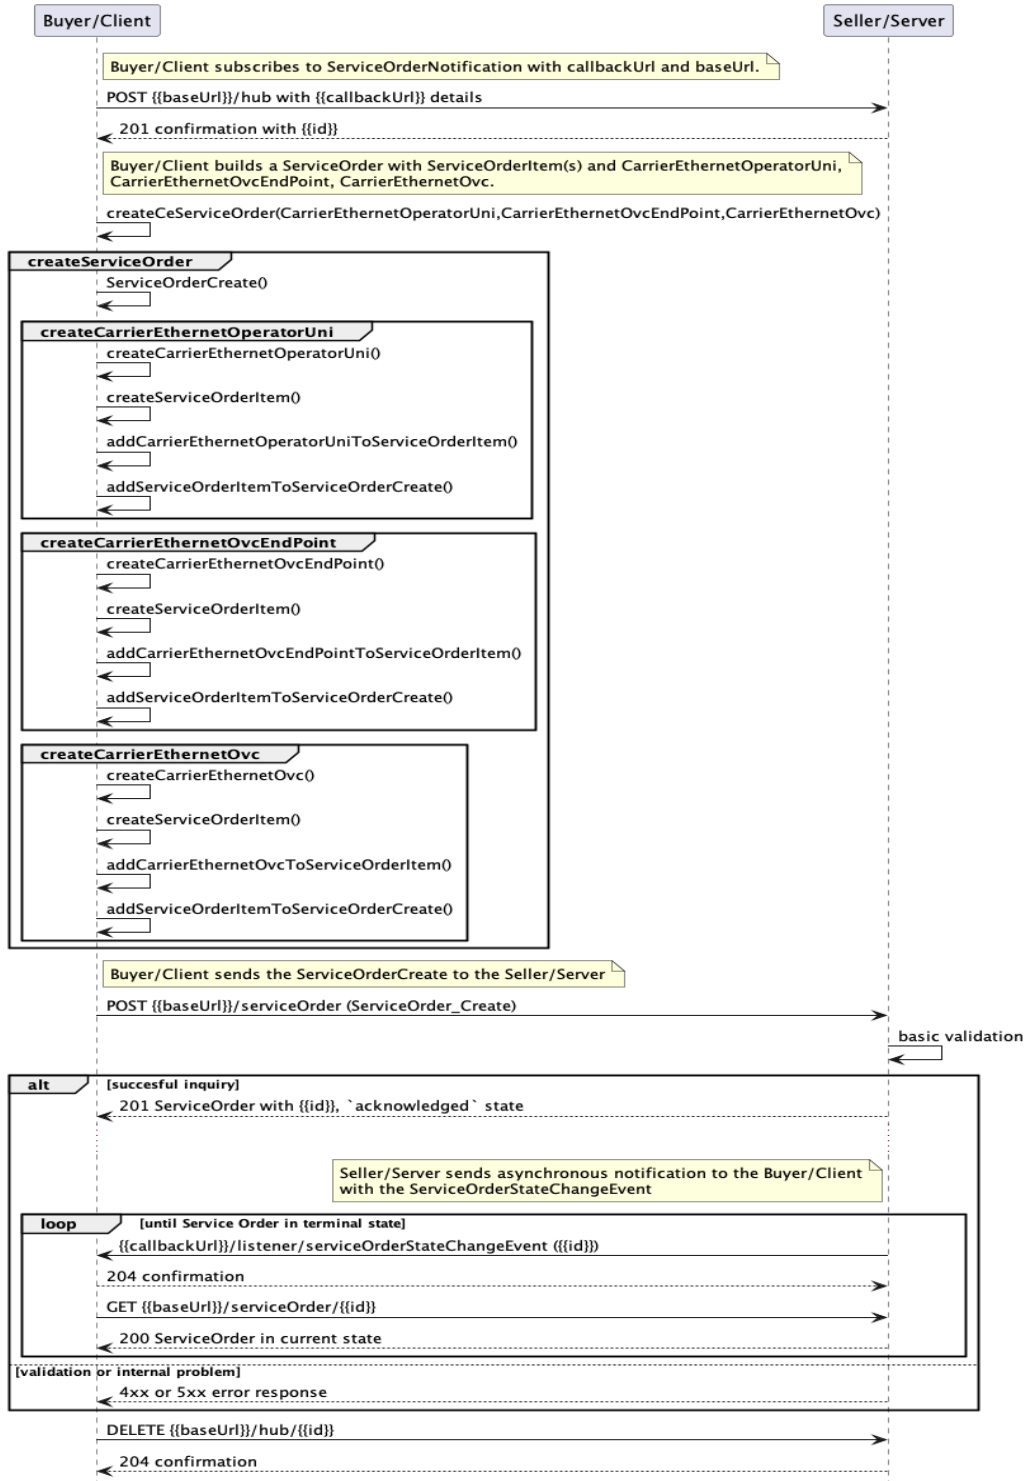 Buyer/Client
Seller/Server
Buyer/Client subscribes to ServiceOrderNotification with callbackUrl and baseUrl.
POST {{baseUrl}}/hub with {{callbackUrl}} details
201 confirmation with {{id}}
Buyer/Client builds a ServiceOrder with ServiceOrderItem(s) and CarrierEthernetOperatorUni,
CarrierEthernetOvcEndPoint, CarrierEthernetOvc.
createCeServiceOrder(CarrierEthernetOperatorUni,CarrierEthernetOvcEndPoint,CarrierEthernetOvc)
createServiceOrder
ServiceOrderCreate()
createCarrierEthernetOperatorUni
createCarrierEthernetOperatorUni()
createServiceOrderItem()
addCarrierEthernetOperatorUniToServiceOrderItem()
addServiceOrderItemToServiceOrderCreate()
createCarrierEthernetOvcEndPoint
createCarrierEthernetOvcEndPoint()
createServiceOrderItem()
addCarrierEthernetOvcEndPointToServiceOrderItem()
addServiceOrderItemToServiceOrderCreate()
createCarrierEthernetOvc
createCarrierEthernetOvc()
createServiceOrderItem()
addCarrierEthernetOvcToServiceOrderItem()
addServiceOrderItemToServiceOrderCreate()
Buyer/Client sends the ServiceOrderCreate to the Seller/Server
POST {{baseUrl}}/serviceOrder (ServiceOrder_Create)
basic validation
alt [succesful inquiry]
201 ServiceOrder with {{id}}, `acknowledged` state
Seller/Server sends asynchronous notification to the Buyer/Client
with the ServiceOrderStateChangeEvent
loop [until Service Order in terminal state]
{{callbackUrl}}/listener/serviceOrderStateChangeEvent ({{id}})
204 confirmation
GET {{baseUrl}}/serviceOrder/{{id}}
200 ServiceOrder in current state
[validation or internal problem]
4xx or 5xx error response
DELETE {{baseUrl}}/hub/{{id}}
204 confirmation